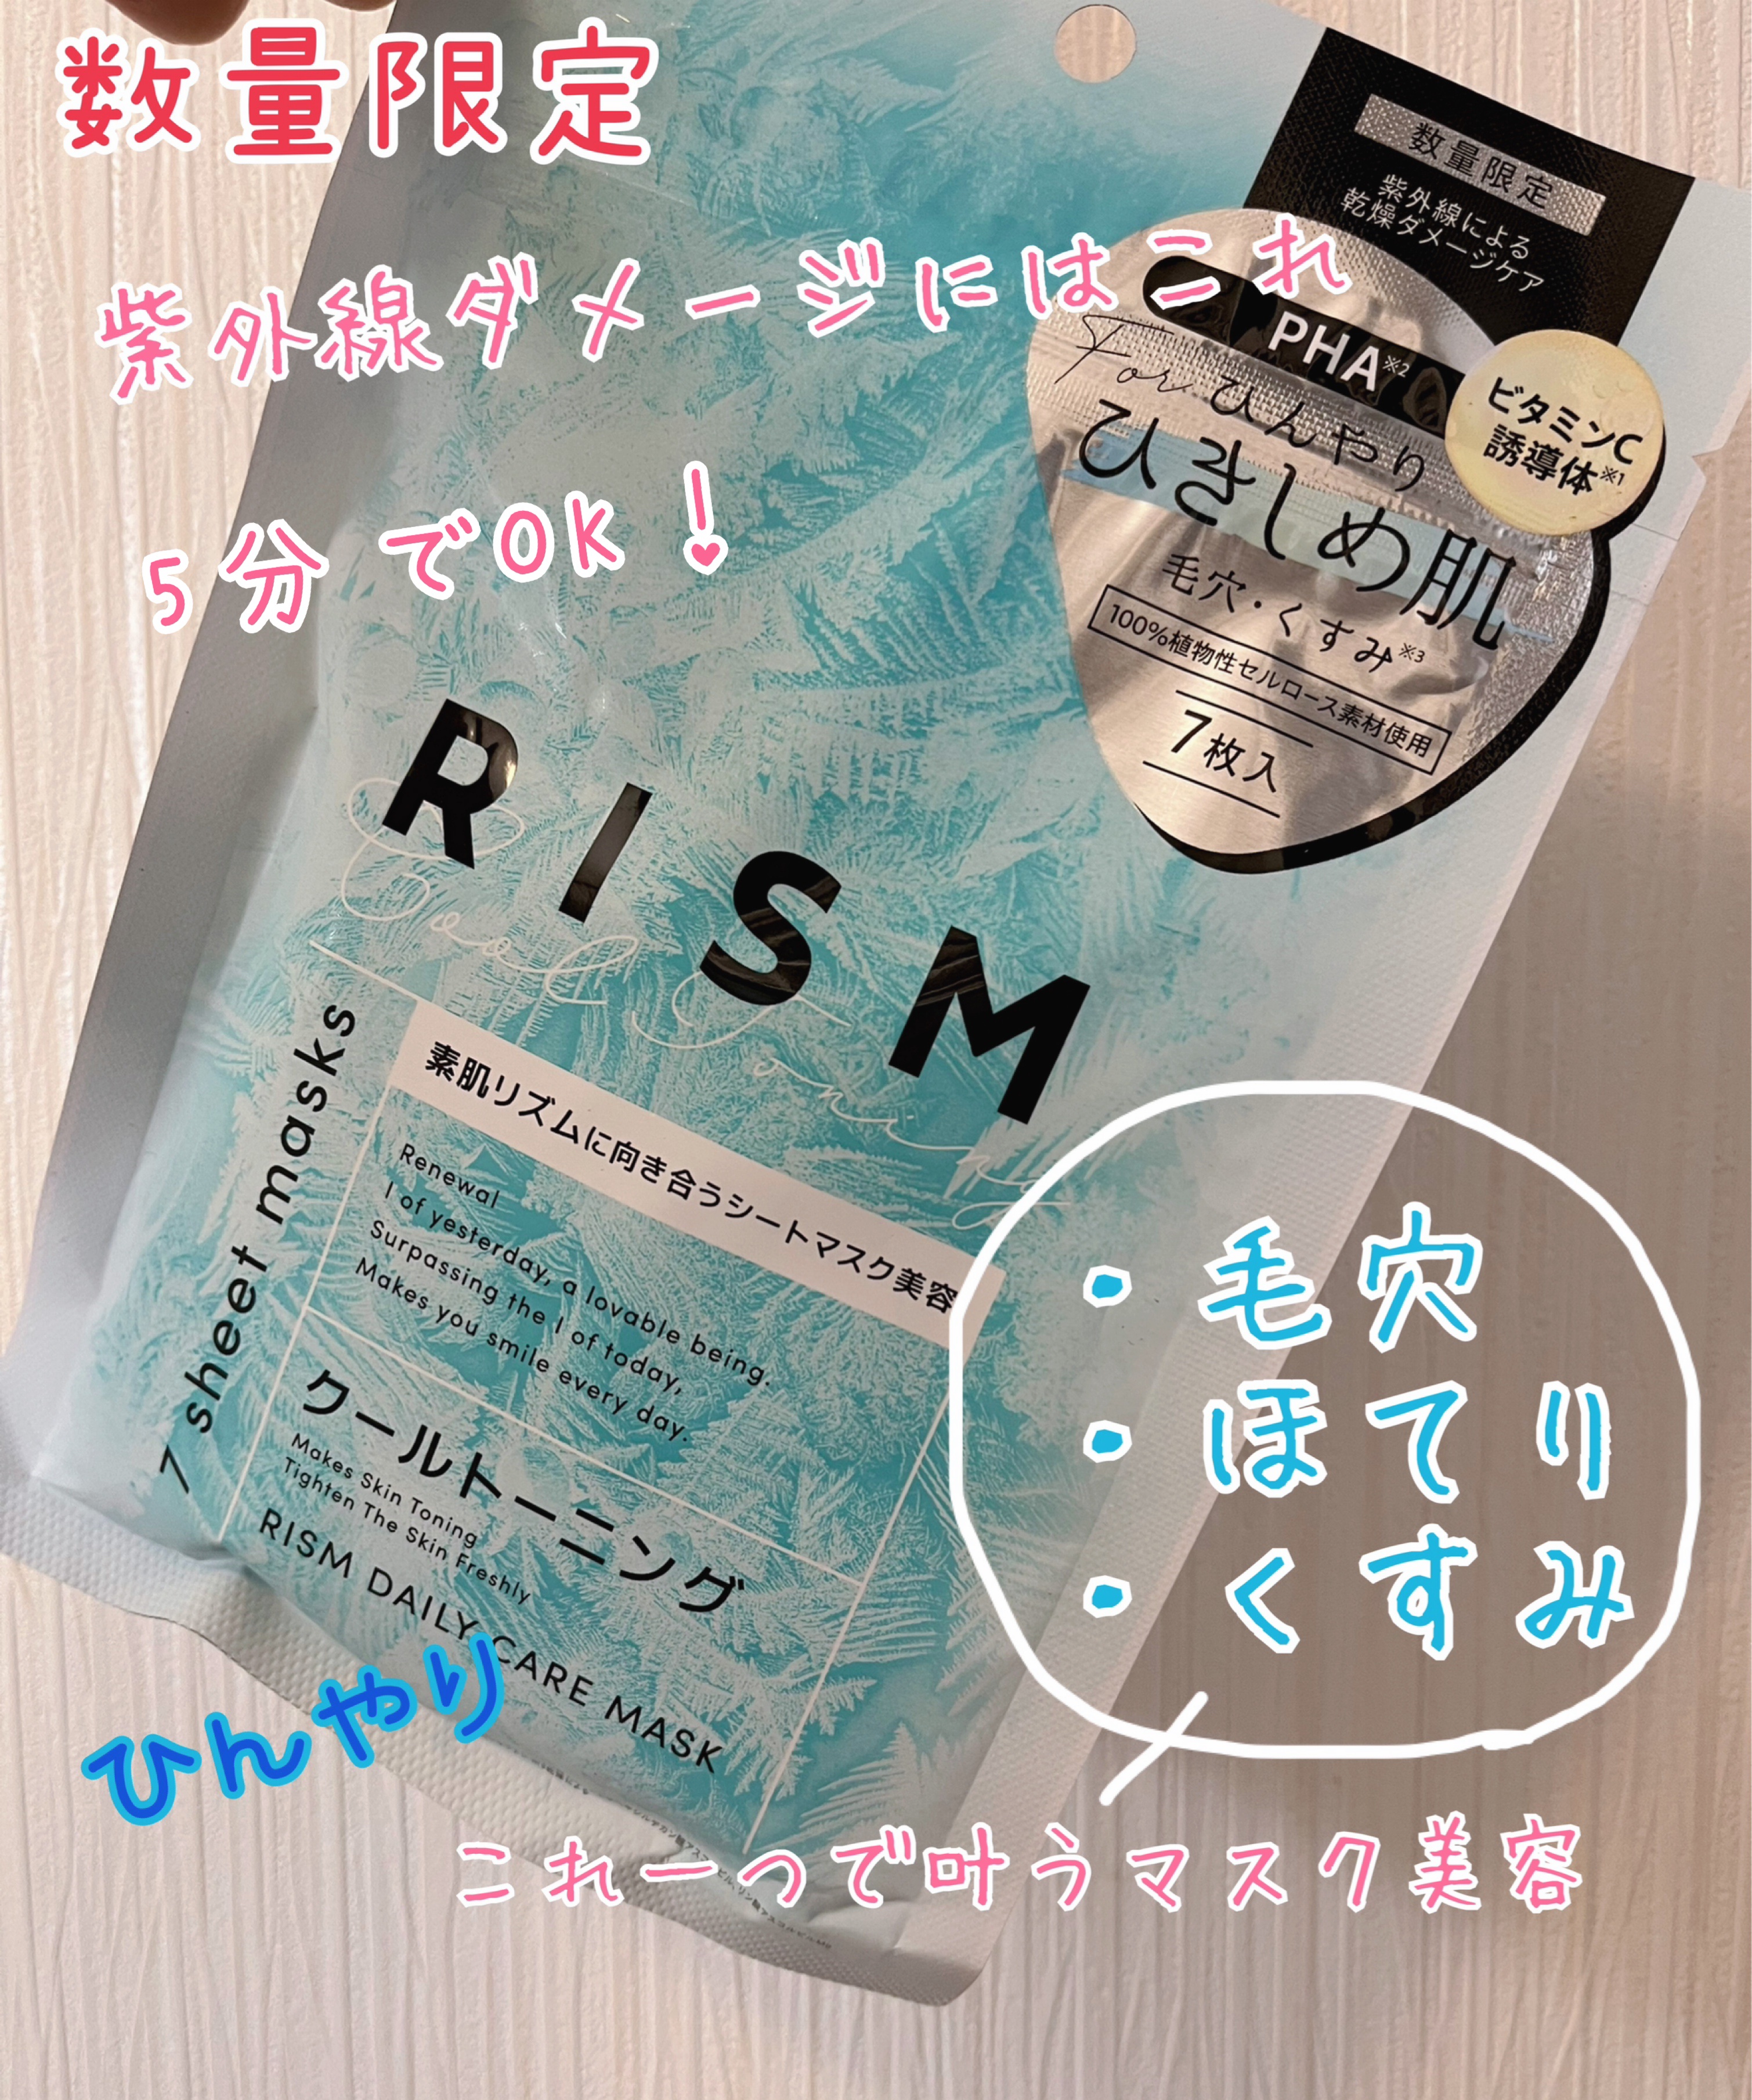 数量限定
数量限定
紫外線による
乾燥ダメージケア
紫外線ダメージにはこれ
PHA※2
ビタミンC
誘導体※1
For ひんやり
ひきしめ肌
5分でOK!
毛穴・くすみ※3
100%植物性セルロース素材使用
7枚入
RISM
Cool Toning
7 sheet masks
素肌リズムに向き合うシートマスク美容
Renewal
I of yesterday, a lovable being.
Surpassing the I of today,
Makes you smile every day.
クールトーニング
Makes Skin Toning
Tighten The Skin Freshly
RISM DAILY CARE MASK
・毛穴
・ほてり
・くすみ
ひんやり
これ一つで叶うマスク美容